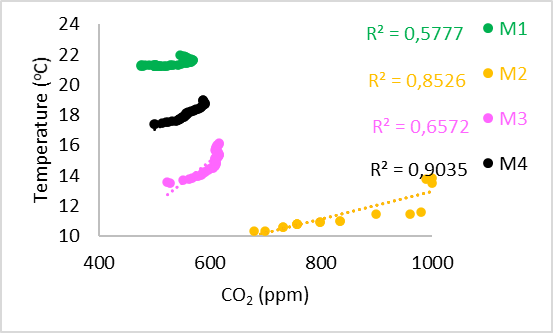 24
22
20
18
16
14
12
10
Temperature (ºC)
400
600
800
1000
CO₂ (ppm)
R² = 0,5777
M1
R² = 0,8526
M2
R² = 0,6572
M3
R² = 0,9035
M4